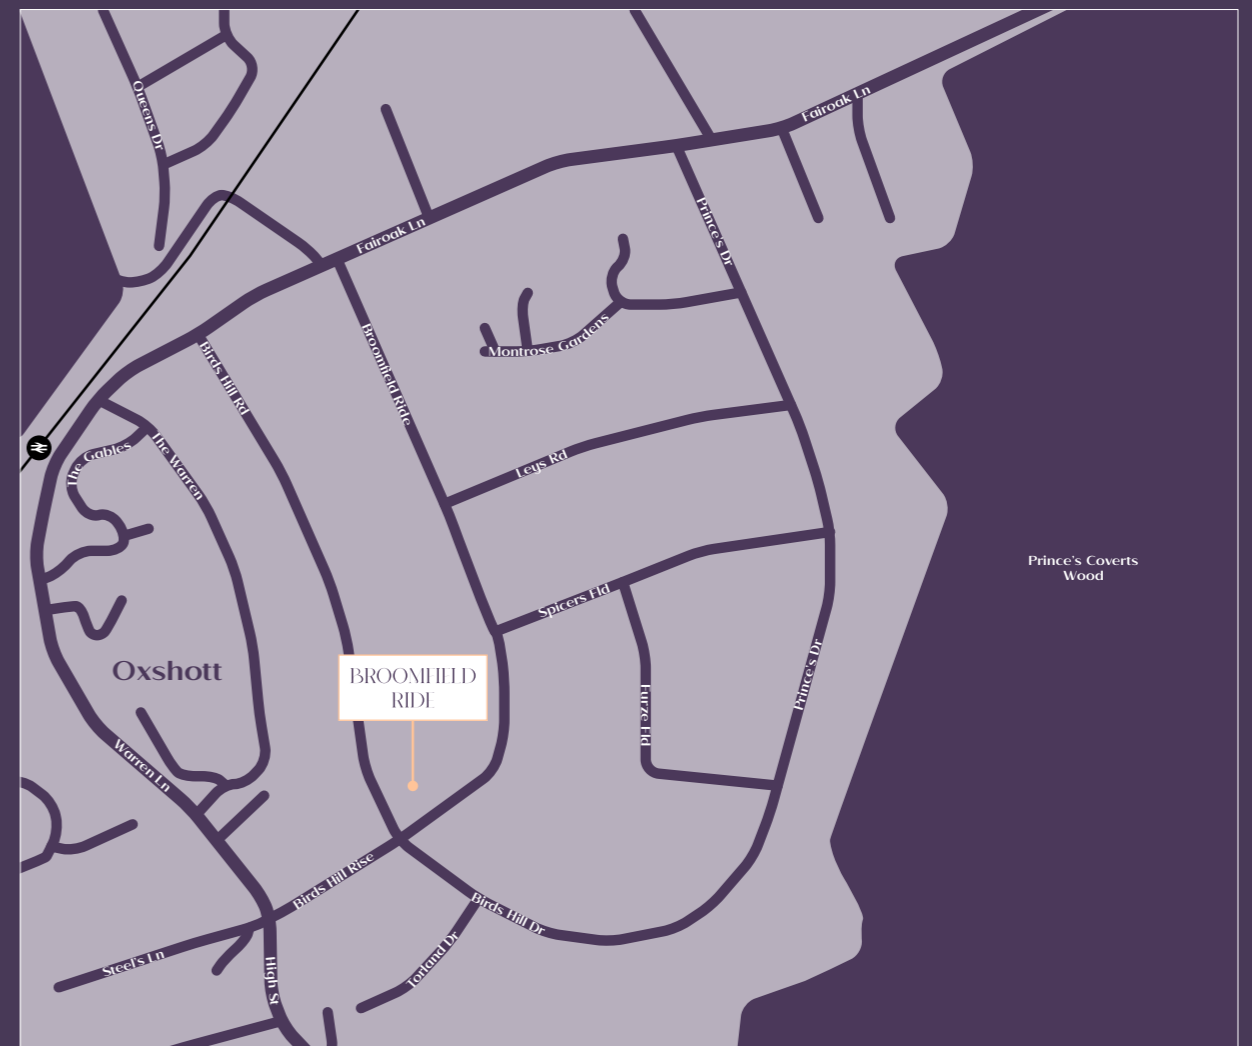 Queens Dr
Fairoak Ln
Fairoak Ln
Prince's Dr
Broomfield Ride
Birds Hill Rd
Montrose Gardens
The Gables
The Warren
Leys Rd
Prince's Coverts
Wood
Spicers Fld
Oxshott
BROOMFIELD
RIDE
Prince's Dr
Furze Fld
Warren Ln
Birds Hill Rise
Birds Hill Dr
Steel's Ln
High St
Torland Dr